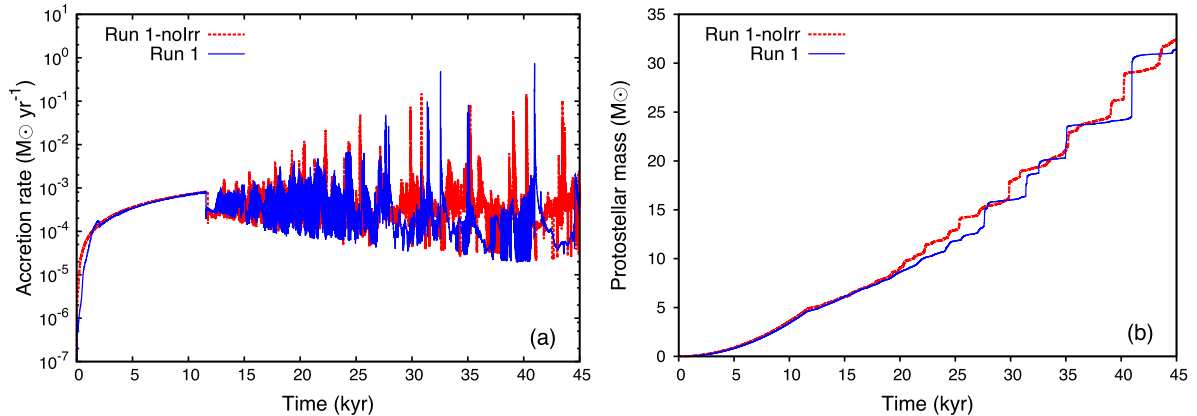 Run 1-noIrr
Run 1
Accretion rate (M☉ yr⁻¹)
10¹
10⁰
10⁻¹
10⁻²
10⁻³
10⁻⁴
10⁻⁵
10⁻⁶
10⁻⁷
(a)
0 5 10 15 20 25 30 35 40 45
Time (kyr)
Run 1-noIrr
Run 1
Protostellar mass (M☉)
35
30
25
20
15
10
5
0
(b)
0 5 10 15 20 25 30 35 40 45
Time (kyr)